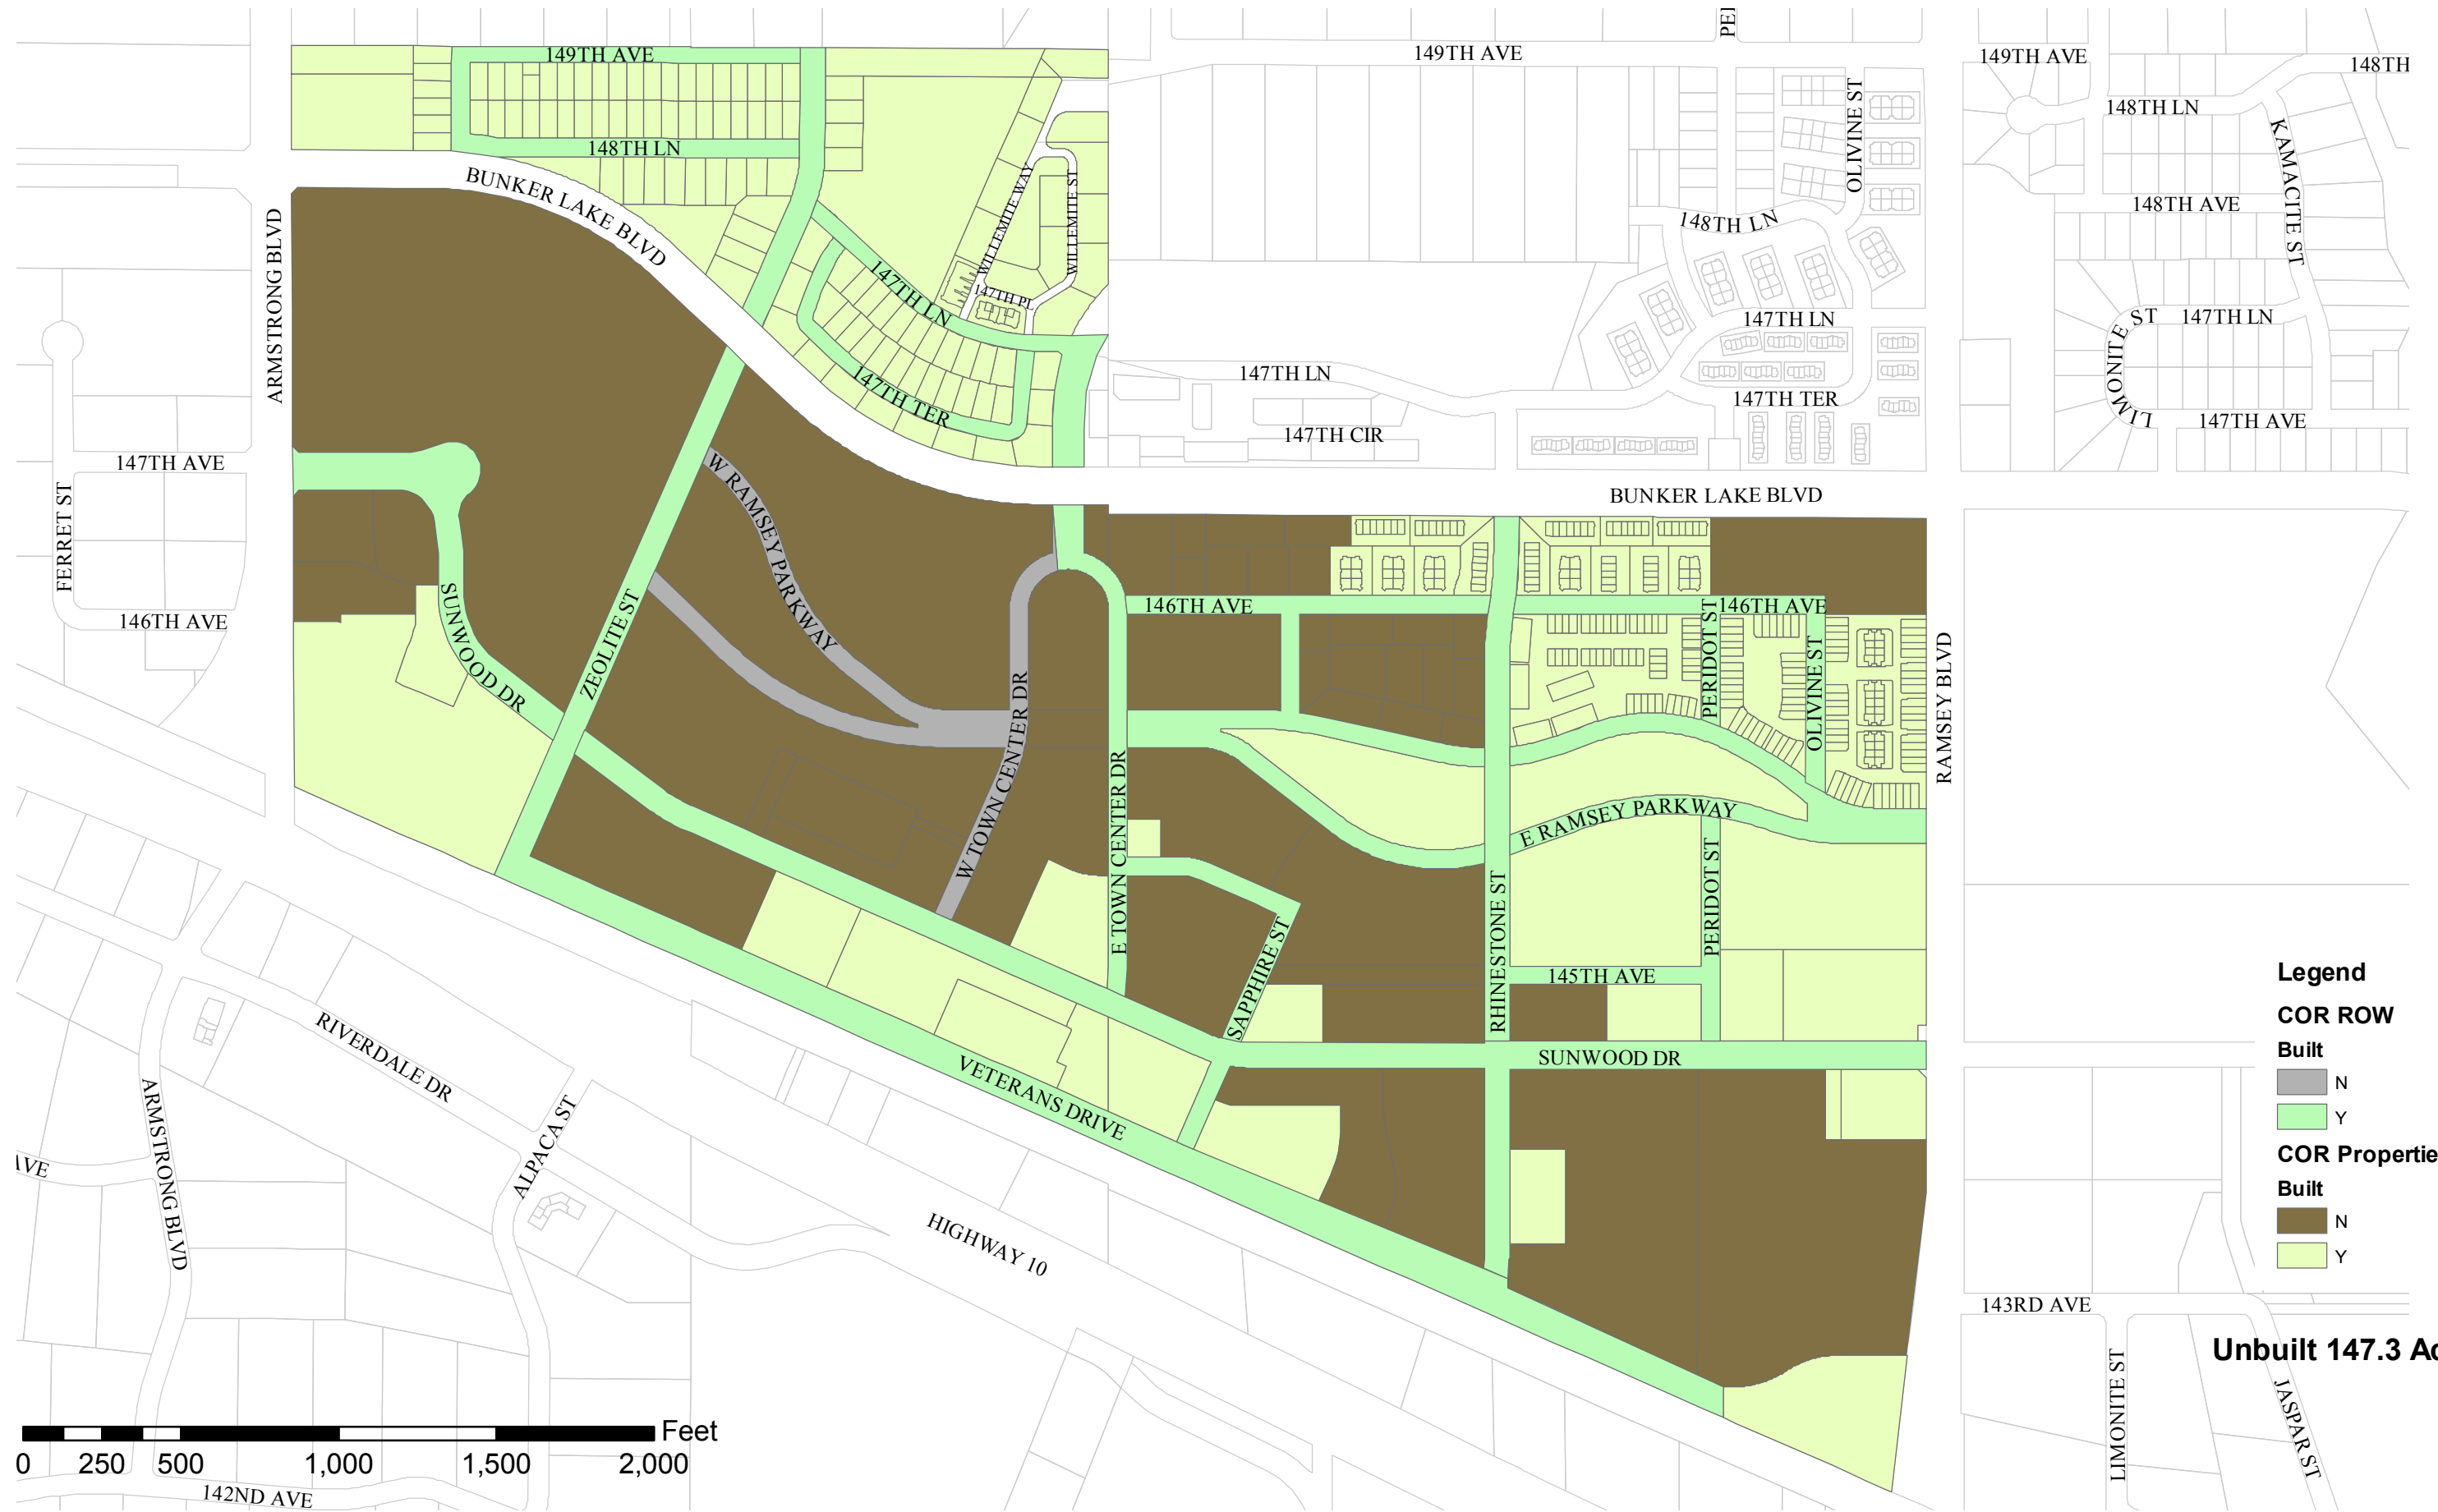 PEI
149TH AVE
149TH AVE
149TH AVE
148TH
148TH LN
OLIVINE ST
148TH LN
KAMACITE ST
BUNKER LAKE BLVD
WILLEMITE WAY
WILLEMITE ST
148TH AVE
148TH LN
ARMSTRONG BLVD
147TH LN
147TH PL
147TH LN
LIMONITE ST
147TH LN
147TH LN
147TH TER
147TH TER
147TH CIR
147TH AVE
147TH AVE
W RAMSEY PARKWAY
BUNKER LAKE BLVD
FERRET ST
146TH AVE
SUNWOOD DR
ZEOLITE ST
146TH AVE
PERIDOT ST
146TH AVE
OLIVINE ST
RAMSEY BLVD
W TOWN CENTER DR
E TOWN CENTER DR
E RAMSEY PARKWAY
PERIDOT ST
RHINESTONE ST
SAPPHIRE ST
145TH AVE
SUNWOOD DR
VETERANS DRIVE
RIVERDALE DR
ARMSTRONG BLVD
ALPACA ST
AVE
HIGHWAY 10
Legend
COR ROW
Built
N
Y
COR Propertie
Built
N
Y
143RD AVE
Unbuilt 147.3 Ac
LIMONITE ST
JASPAR ST
Feet
0 250 500 1,000 1,500 2,000
142ND AVE